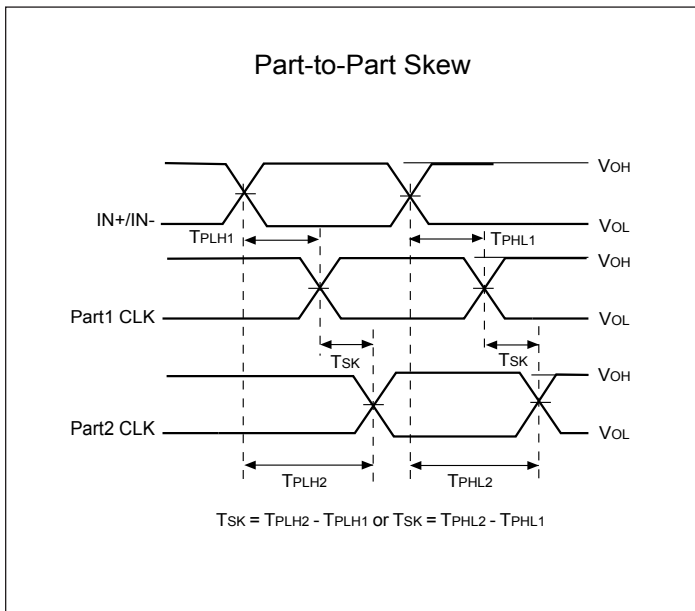 Part-to-Part Skew
VOH
IN+/IN-
VOL
TPLH1
TPHL1
VOH
Part1 CLK
VOL
TSK
TSK
VOH
Part2 CLK
VOL
TPLH2
TPHL2
TSK = TPLH2 - TPLH1 or TSK = TPHL2 - TPHL1